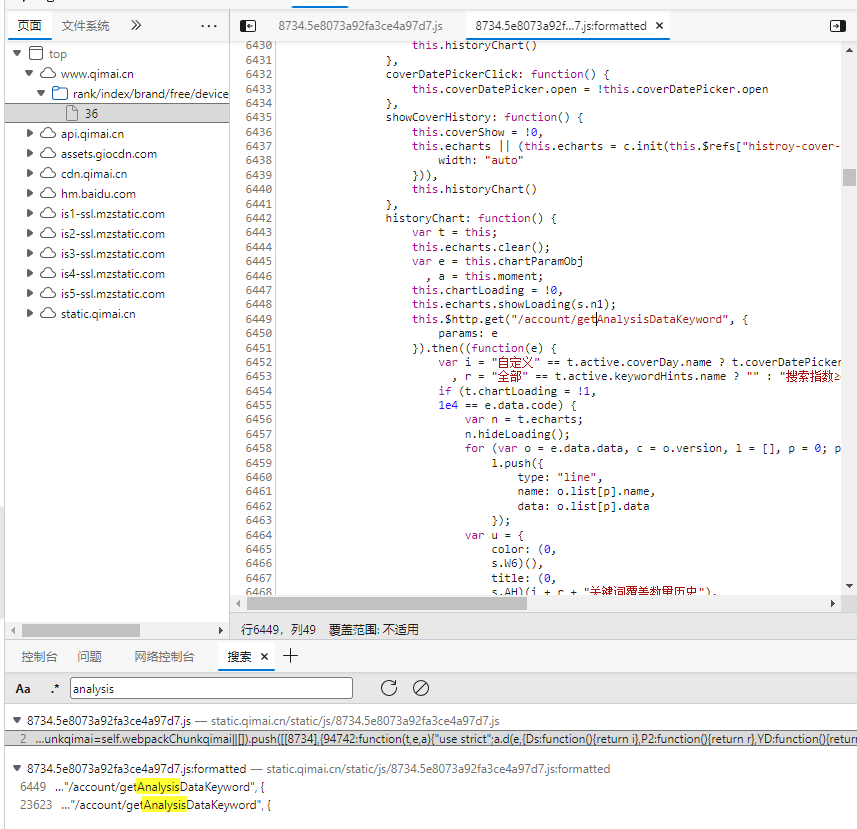 页面 文件系统
8734.5e8073a92fa3ce4a97d7.js 8734.5e8073a92f...7.js:formatted ×
top
www.qimai.cn
rank/index/brand/free/device
36
api.qimai.cn
assets.giocdn.com
cdn.qimai.cn
hm.baidu.com
is1-ssl.mzstatic.com
is2-ssl.mzstatic.com
is3-ssl.mzstatic.com
is4-ssl.mzstatic.com
is5-ssl.mzstatic.com
static.qimai.cn
6430 this.historyChart()
6431 },
6432 coverDatePickerClick: function() {
6433 this.coverDatePicker.open = !this.coverDatePicker.open
6434 },
6435 showCoverHistory: function() {
6436 this.coverShow = !0,
6437 this.echarts || (this.echarts = c.init(this.$refs["histroy-cover-
6438 width: "auto"
6439 })),
6440 this.historyChart()
6441 },
6442 historyChart: function() {
6443 var t = this;
6444 this.echarts.clear();
6445 var e = this.chartParamObj
6446 , a = this.moment;
6447 this.chartLoading = !0,
6448 this.echarts.showLoading(s.n1);
6449 this.$http.get("/account/getAnalysisDataKeyword", {
6450 params: e
6451 }).then((function(e) {
6452 var i = "自定义" == t.active.coverDay.name ? t.coverDatePicker
6453 , r = "全部" == t.active.keywordHints.name ? "" : "搜索指数≥
6454 if (t.chartLoading = !1,
6455 1e4 == e.data.code) {
6456 var n = t.echarts;
6457 n.hideLoading();
6458 for (var o = e.data.data, c = o.version, l = [], p = 0; p
6459 l.push({
6460 type: "line",
6461 name: o.list[p].name,
6462 data: o.list[p].data
6463 });
6464 var u = {
6465 color: (0,
6466 s.W6)(),
6467 title: (0,
6468 s.AH)(i + r + "关键词覆盖数量历史"),
行6449，列49 覆盖范围: 不适用
控制台 问题 网络控制台 搜索 ×
Aa .* analysis
8734.5e8073a92fa3ce4a97d7.js — static.qimai.cn/static/js/8734.5e8073a92fa3ce4a97d7.js
2 ...unkqimai=self.webpackChunkqimai||[]).push([[8734],{94742:function(t,e,a){"use strict";a.d(e,{Ds:function(){return i},P2:function(){return r},YD:function(){return
8734.5e8073a92fa3ce4a97d7.js:formatted — static.qimai.cn/static/js/8734.5e8073a92fa3ce4a97d7.js:formatted
6449 ..."/account/getAnalysisDataKeyword", {
23623 ..."/account/getAnalysisDataKeyword", {